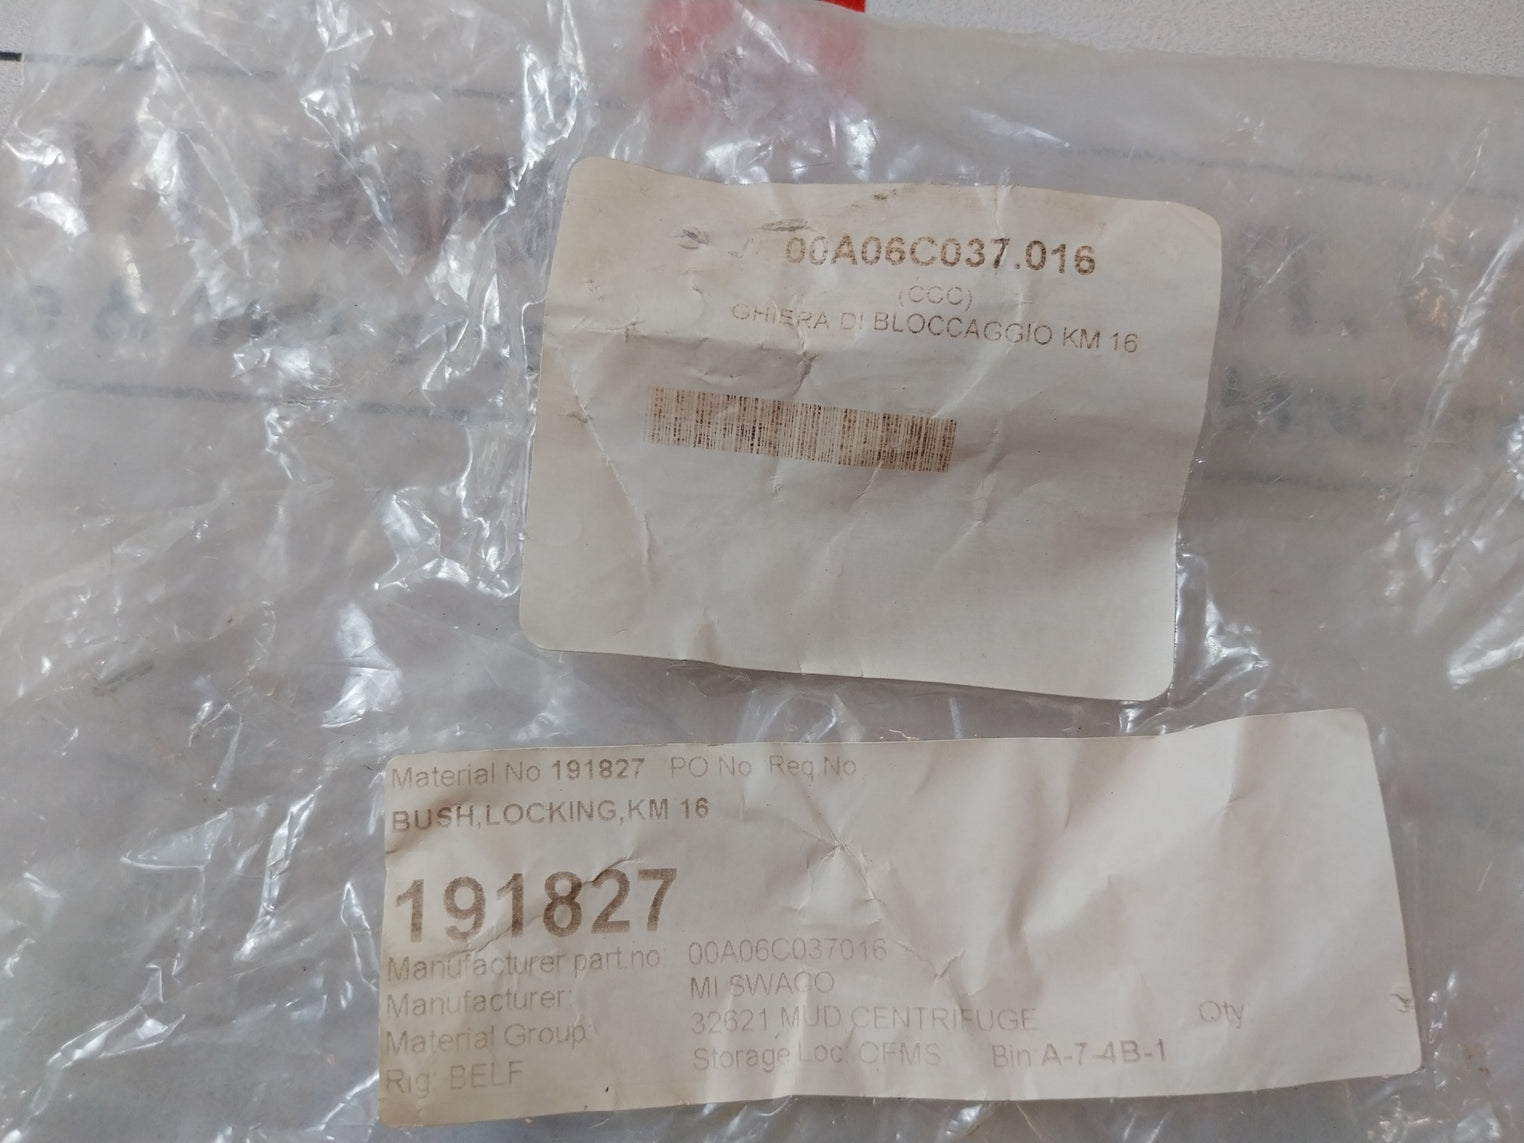 00A06C037.016
(CCC)
GHIERA DI BLOCCAGGIO KM 16
Material No 191827 PO No Req.No
BUSH,LOCKING,KM 16
191827
Manufacturer part.no 00A06C037016
Manufacturer: MI SWACO
Material Group: 32621 MUD CENTRIFUGE Qty
Rig: BELF Storage Loc: OFMS Bin A-7-4B-1